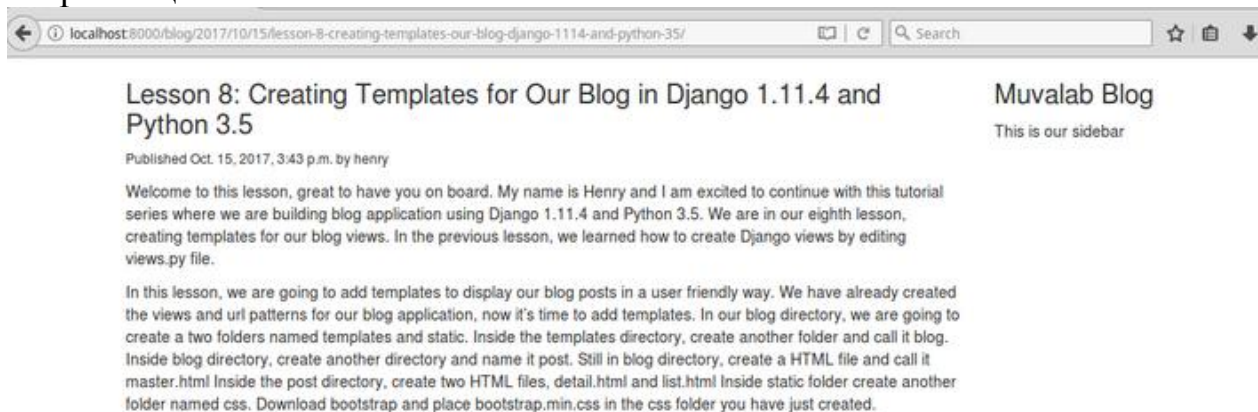 localhost:8000/blog/2017/10/15/lesson-8-creating-templates-our-blog-django-1114-and-python-35/
Search
Lesson 8: Creating Templates for Our Blog in Django 1.11.4 and
Python 3.5
Published Oct. 15, 2017, 3:43 p.m. by henry
Welcome to this lesson, great to have you on board. My name is Henry and I am excited to continue with this tutorial
series where we are building blog application using Django 1.11.4 and Python 3.5. We are in our eighth lesson,
creating templates for our blog views. In the previous lesson, we learned how to create Django views by editing
views.py file.
In this lesson, we are going to add templates to display our blog posts in a user friendly way. We have already created
the views and url patterns for our blog application, now it's time to add templates. In our blog directory, we are going to
create a two folders named templates and static. Inside the templates directory, create another folder and call it blog.
Inside blog directory, create another directory and name it post. Still in blog directory, create a HTML file and call it
master.html Inside the post directory, create two HTML files, detail.html and list.html Inside static folder create another
folder named css. Download bootstrap and place bootstrap.min.css in the css folder you have just created.
Muvalab Blog
This is our sidebar